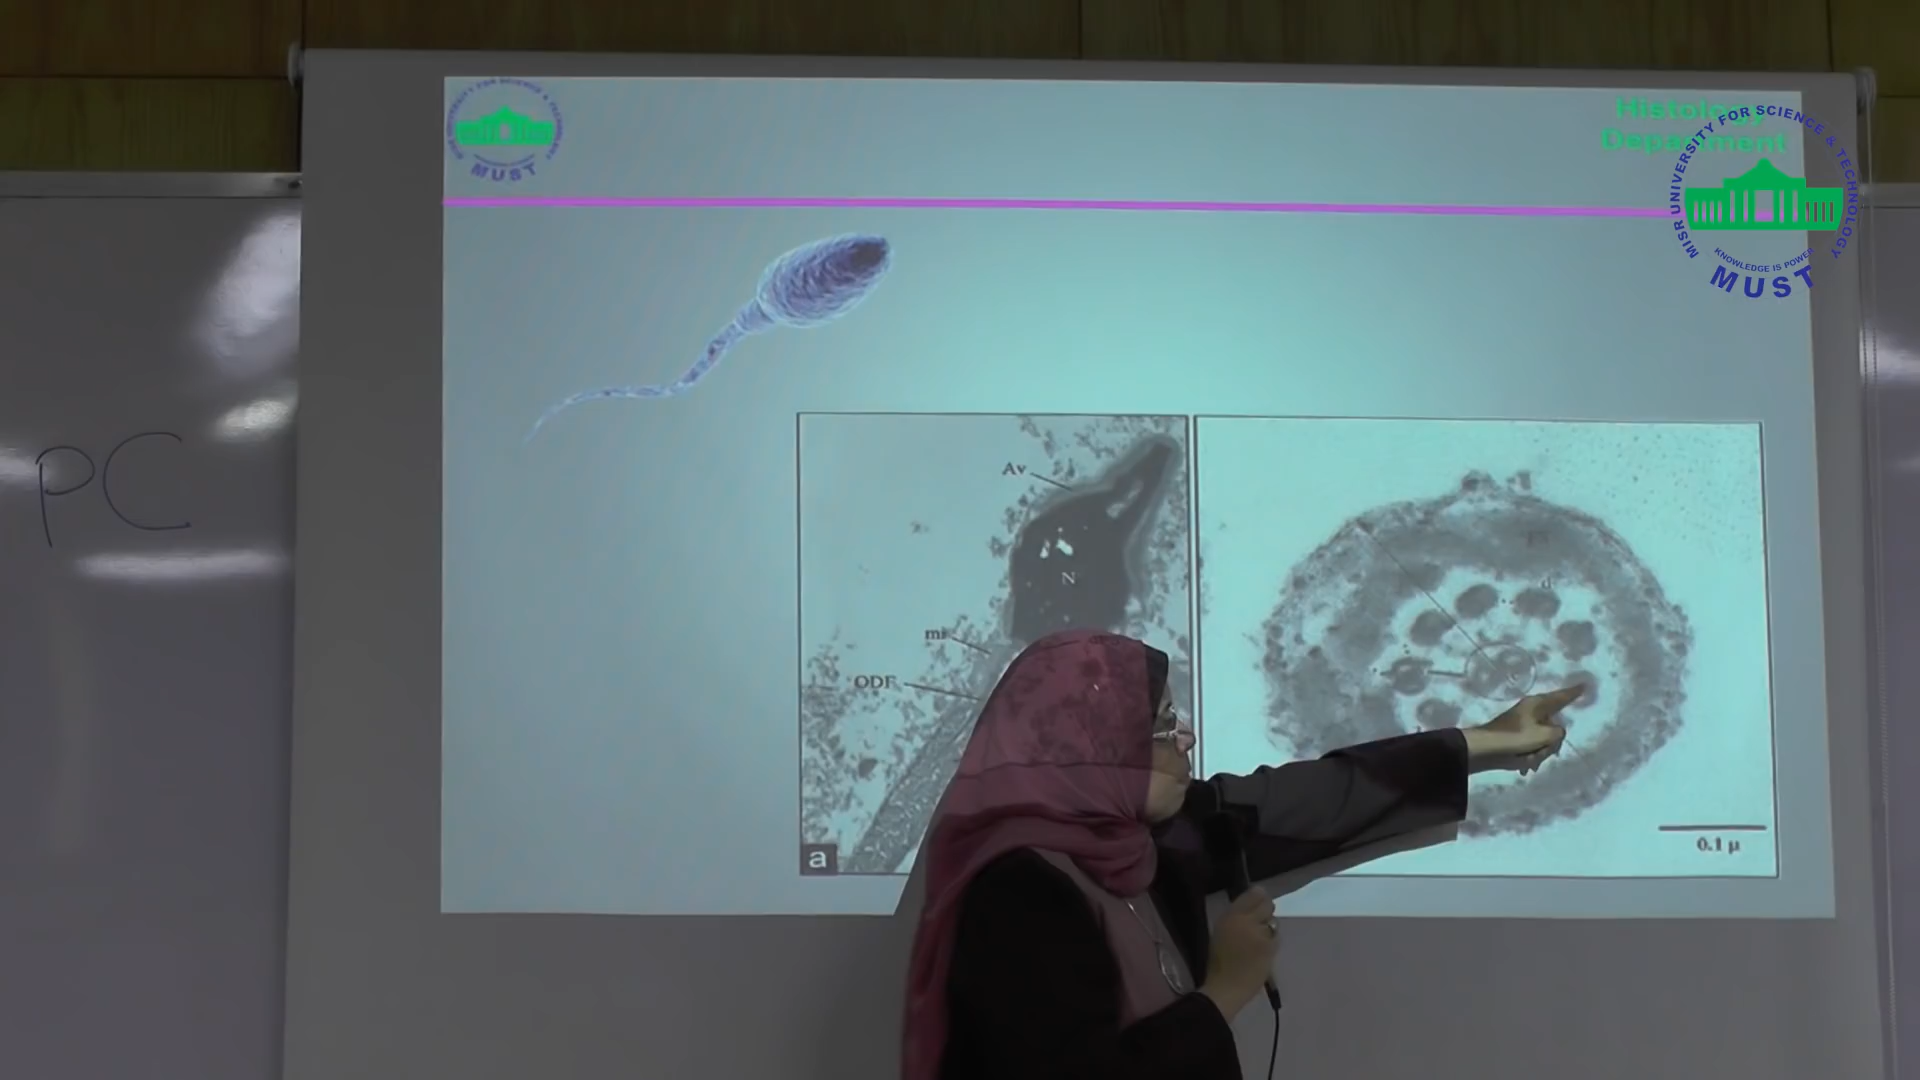 Histology
Department
MISR UNIVERSITY FOR SCIENCE & TECHNOLOGY
KNOWLEDGE IS POWER
MUST
MUST
PC
Av
N
mi
ODF
a
0.1 µ